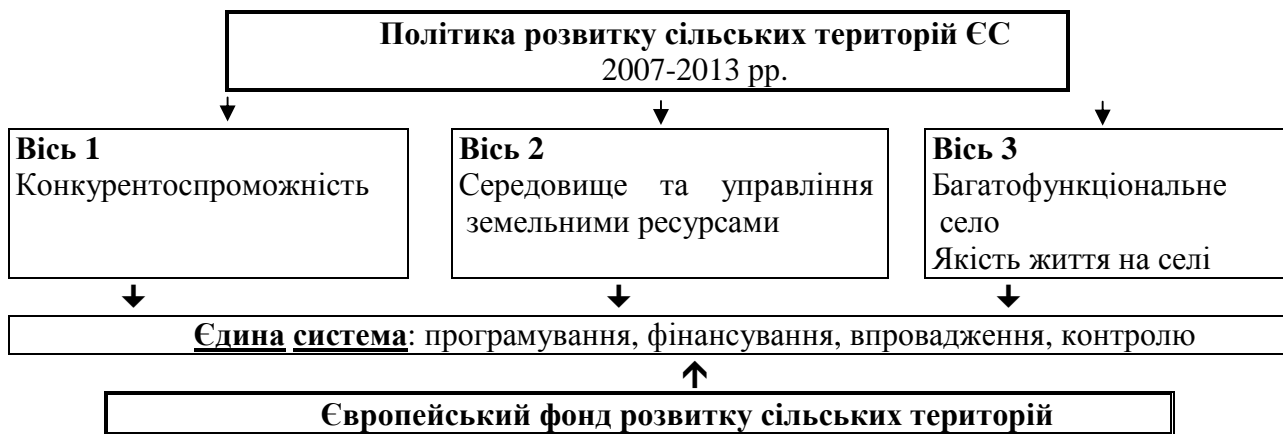 Політика розвитку сільських територій ЄС
2007-2013 рр.
Вісь 1
Конкурентоспроможність
Вісь 2
Середовище та управління
земельними ресурсами
Вісь 3
Багатофункціональне
село
Якість життя на селі
Єдина система: програмування, фінансування, впровадження, контролю
Європейський фонд розвитку сільських територій